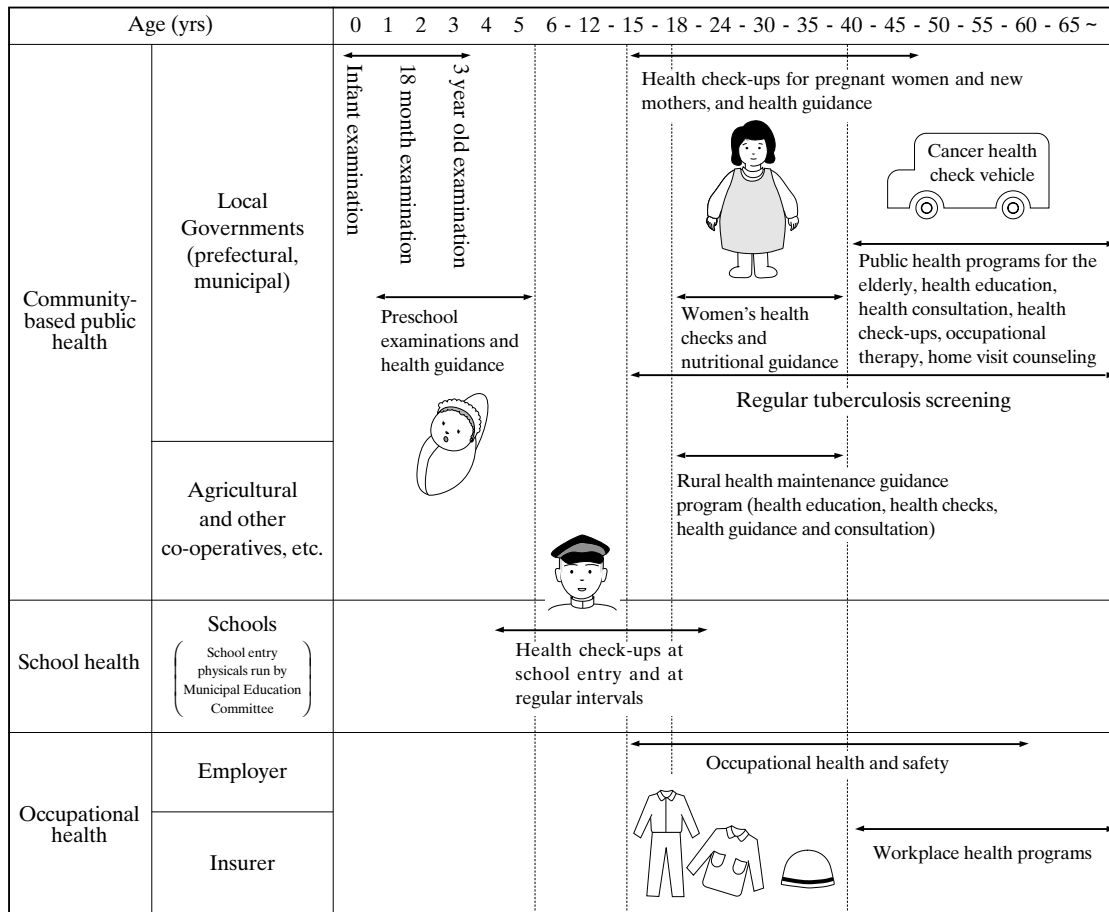 Age (yrs)
0 1 2 3 4 5 6 - 12 - 15 - 18 - 24 - 30 - 35 - 40 - 50 - 55 - 60 - 65 ~
Community-
based public
health
Local
Governments
(prefectural,
municipal)
Infant examination
18 month examination
3 year old examination
Health check-ups for pregnant women and new
mothers, and health guidance
Cancer health
check vehicle
Preschool
examinations and
health guidance
Women’s health
checks and
nutritional guidance
Public health programs for the
elderly, health education,
health consultation, health
check-ups, occupational
therapy, home visit counseling
Regular tuberculosis screening
Agricultural
and other
co-operatives, etc.
Rural health maintenance guidance
program (health education, health checks,
health guidance and consultation)
School health
Schools
(School entry
physicals run by
Municipal Education
Committee)
Health check-ups at
school entry and at
regular intervals
Occupational
health
Employer
Occupational health and safety
Insurer
Workplace health programs